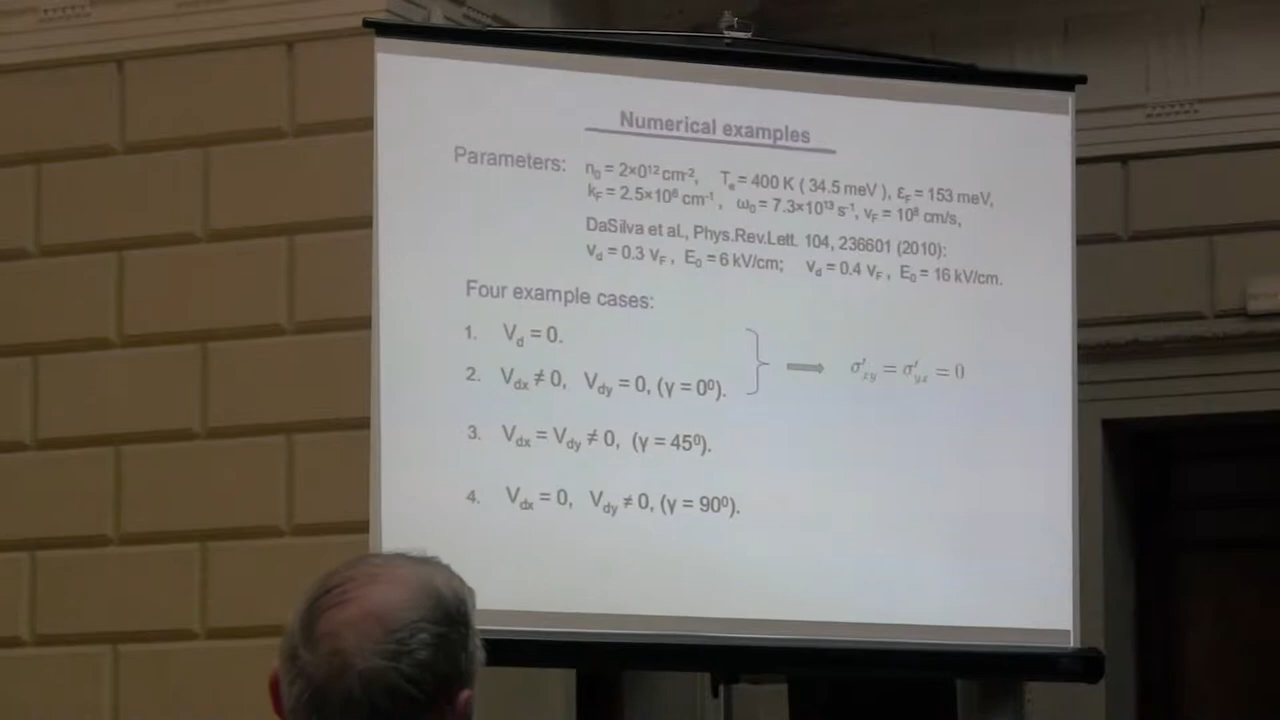 Numerical examples
Parameters: n₀ = 2×0¹² cm⁻², Tₑ = 400 K ( 34.5 meV ), ε_F = 153 meV,
k_F = 2.5×10⁶ cm⁻¹, ω₀ = 7.3×10¹³ s⁻¹, v_F = 10⁸ cm/s,
DaSilva et al., Phys.Rev.Lett. 104, 236601 (2010):
V_d = 0.3 V_F, E₀ = 6 kV/cm; V_d = 0.4 V_F, E₀ = 16 kV/cm.
Four example cases:
1. V_d = 0.
2. V_dx ≠ 0, V_dy = 0, (γ = 0⁰).
σ′_xy = σ′_yx = 0
3. V_dx = V_dy ≠ 0, (γ = 45⁰).
4. V_dx = 0, V_dy ≠ 0, (γ = 90⁰).